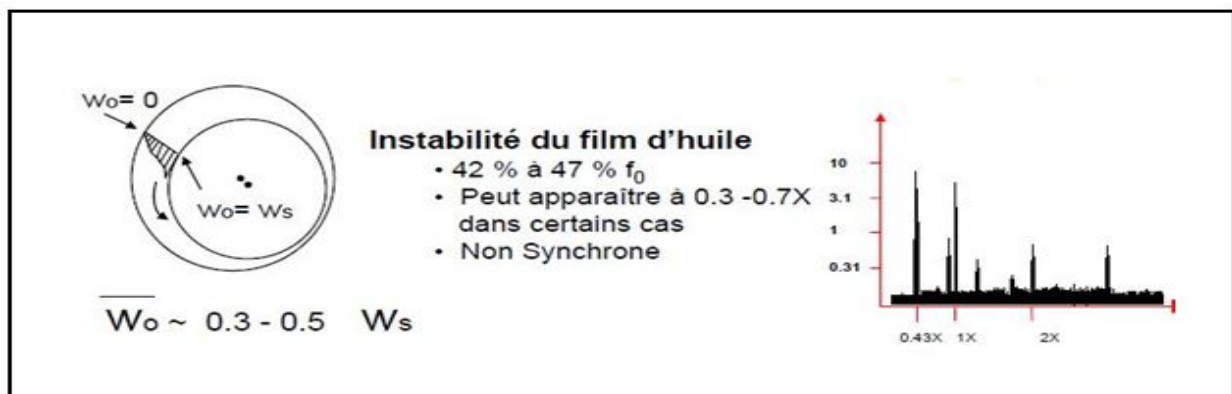 Wo= 0
Wo= Ws
Wo ~ 0.3 - 0.5 Ws
Instabilité du film d'huile
• 42 % à 47 % f0
• Peut apparaître à 0.3 -0.7X
dans certains cas
• Non Synchrone
10
3.1
1
0.31
0.43X 1X 2X